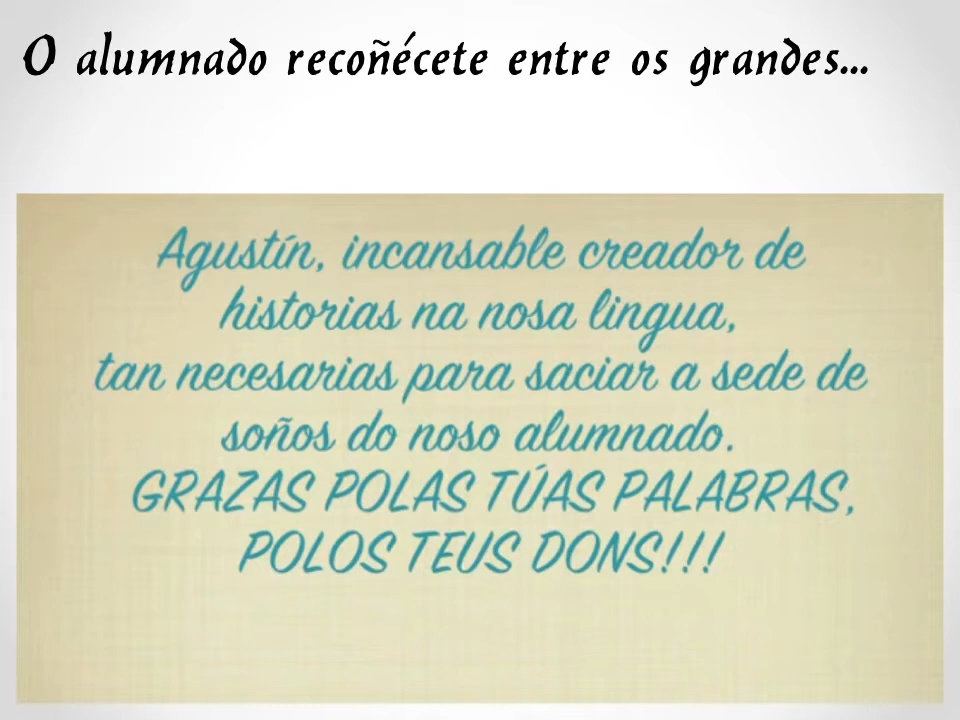 O alumnado recoñécete entre os grandes...
Agustín, incansable creador de
historias na nosa lingua,
tan necesarias para saciar a sede de
soños do noso alumnado.
GRAZAS POLAS TÚAS PALABRAS,
POLOS TEUS DONS!!!